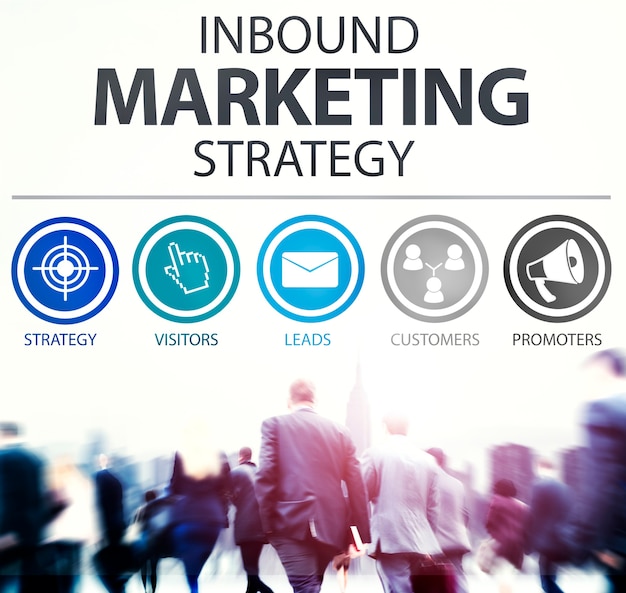 INBOUND
MARKETING
STRATEGY
STRATEGY VISITORS LEADS CUSTOMERS PROMOTERS